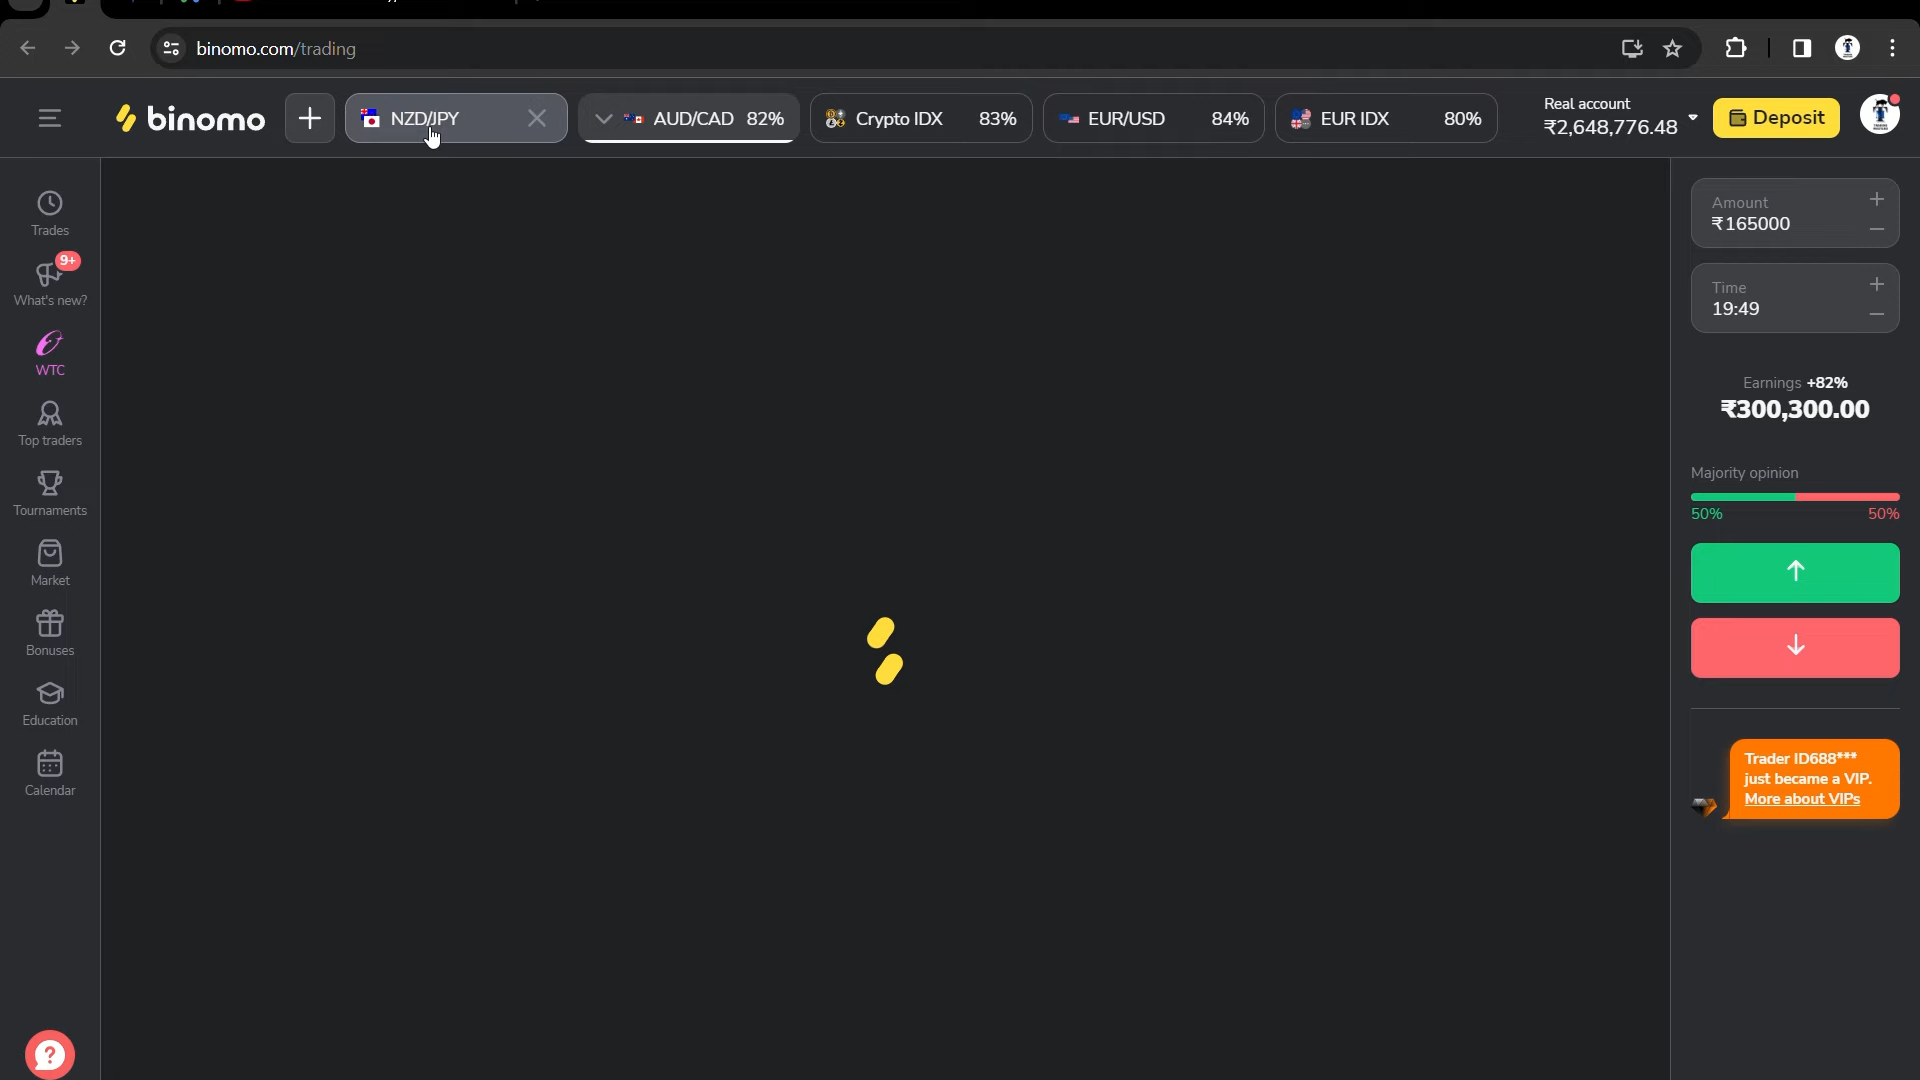 binomo.com/trading
binomo
NZD/JPY
AUD/CAD 82%
Crypto IDX 83%
EUR/USD 84%
EUR IDX 80%
Real account
₹2,648,776.48
Deposit
Trades
9+
What's new?
WTC
Top traders
Tournaments
Market
Bonuses
Education
Calendar
Amount
₹165000
Time
19:49
Earnings +82%
₹300,300.00
Majority opinion
50% 50%
Trader ID688***
just became a VIP.
More about VIPs